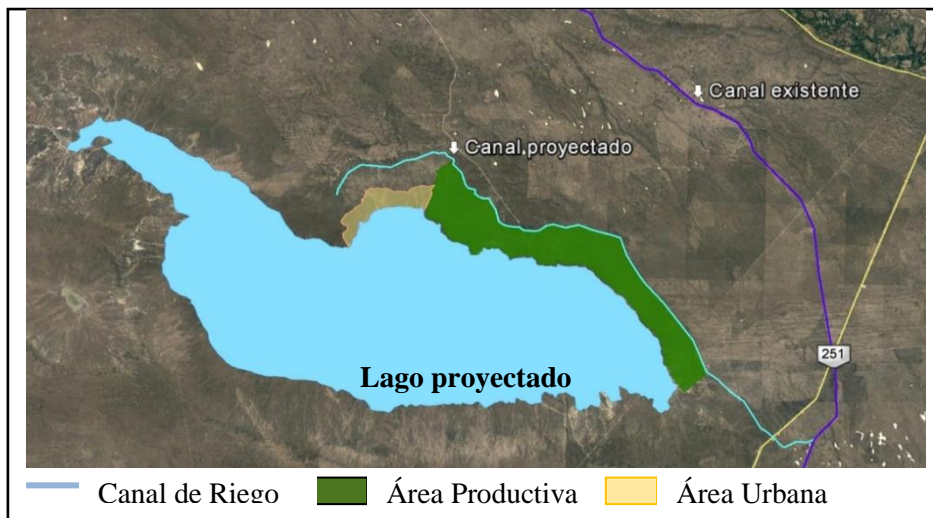 Canal existente
Canal proyectado
251
Lago proyectado
Canal de Riego
Área Productiva
Área Urbana